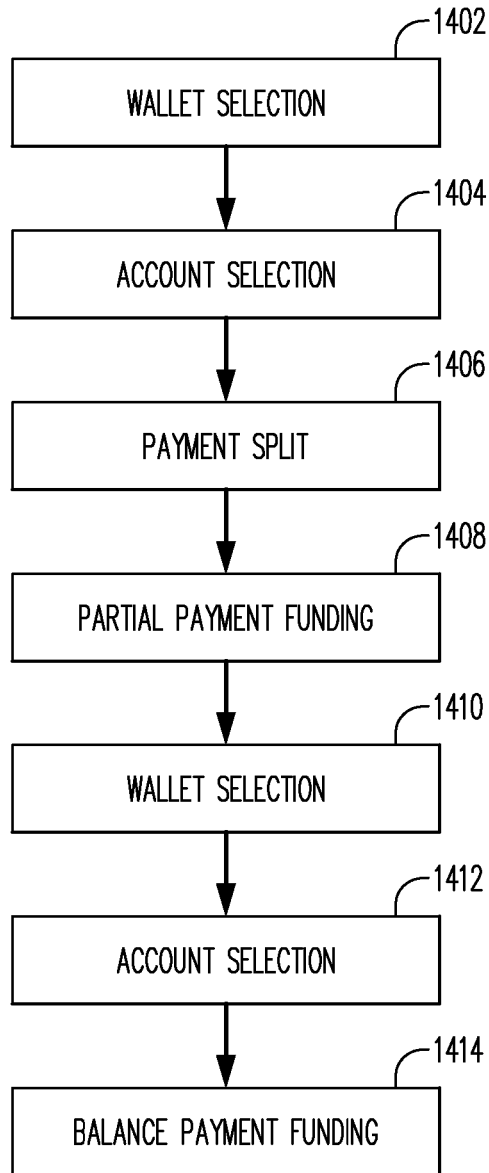 1402
WALLET SELECTION
1404
ACCOUNT SELECTION
1406
PAYMENT SPLIT
1408
PARTIAL PAYMENT FUNDING
1410
WALLET SELECTION
1412
ACCOUNT SELECTION
1414
BALANCE PAYMENT FUNDING